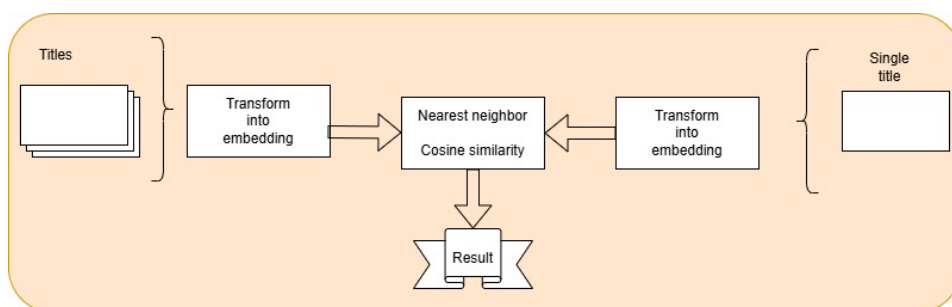 Titles
Transform
into
embedding
Nearest neighbor
Cosine similarity
Transform
into
embedding
Single
title
Result